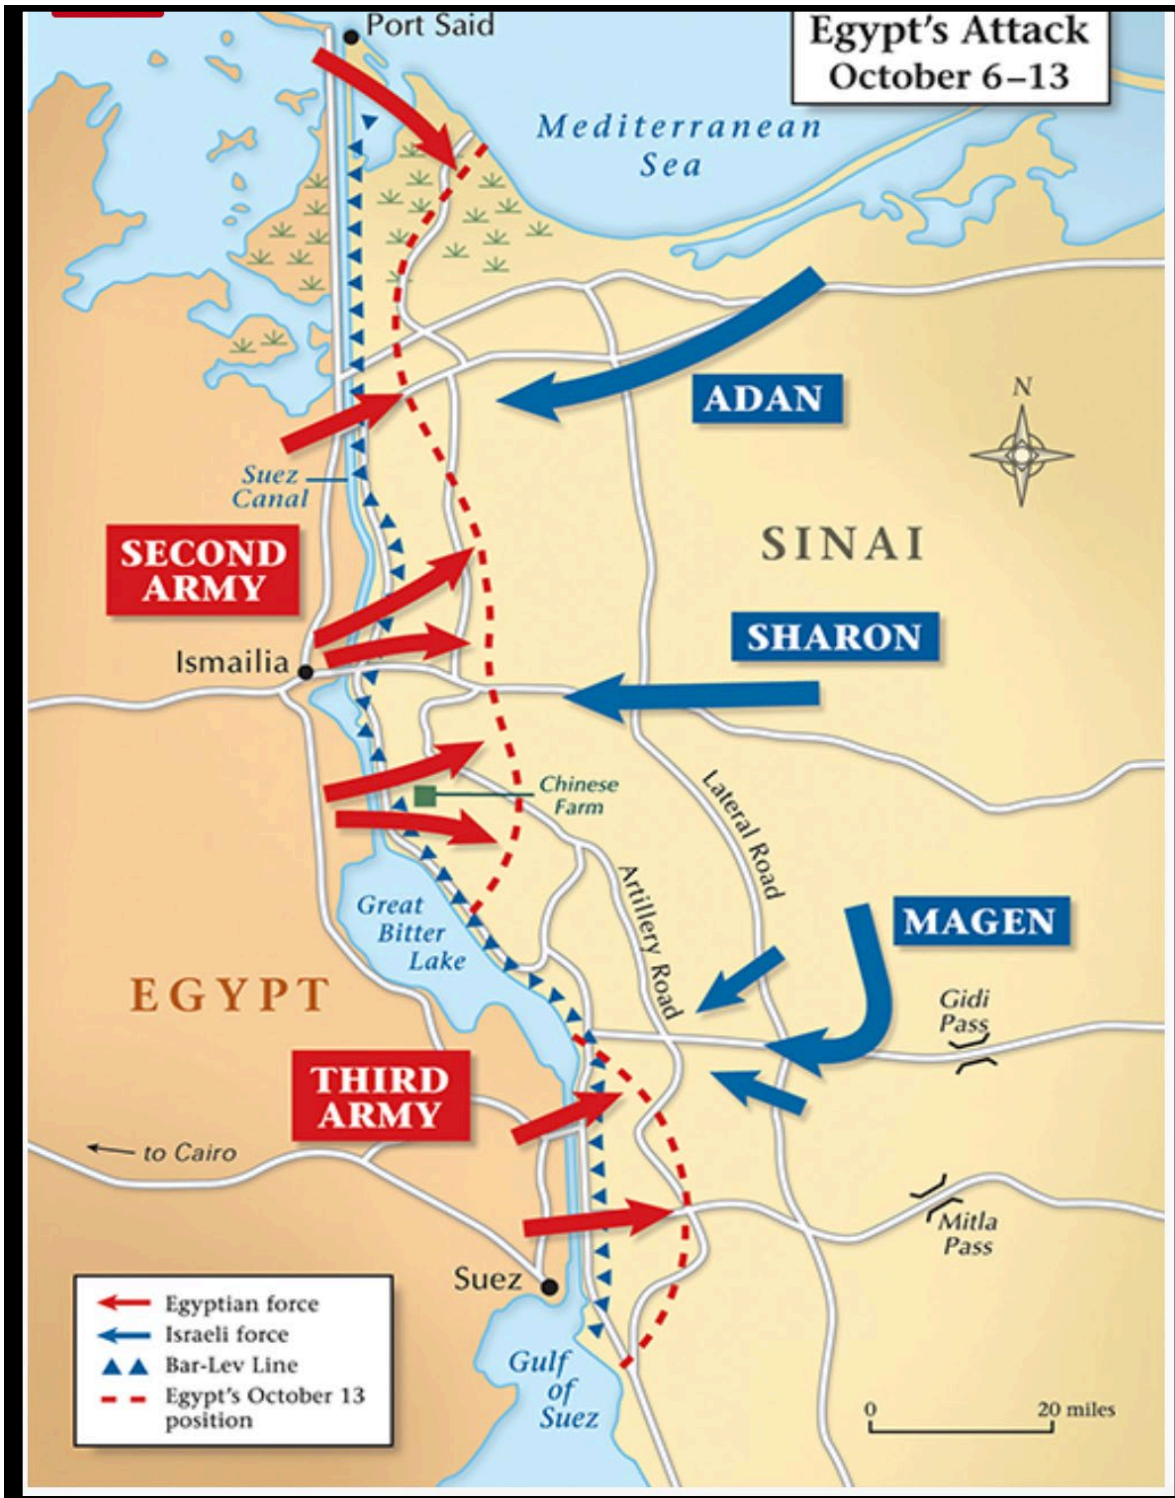 Port Said
Egypt's Attack
October 6–13
Mediterranean
Sea
ADAN
N
Suez
Canal
SINAI
SECOND
ARMY
SHARON
Ismailia
Chinese
Farm
Lateral Road
Artillery Road
Great
Bitter
Lake
MAGEN
EGYPT
Gidi
Pass
THIRD
ARMY
to Cairo
Mitla
Pass
Suez
Egyptian force
Israeli force
Bar-Lev Line
Egypt's October 13
position
Gulf
of
Suez
0 20 miles